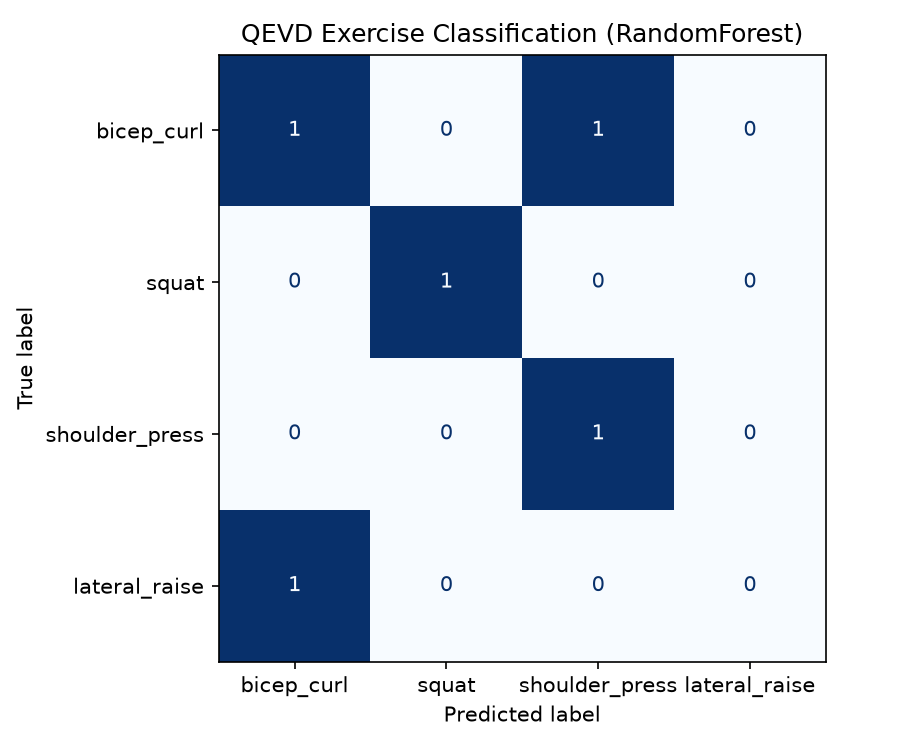 QEVD Exercise Classification (RandomForest)
True label
bicep_curl 1 0 1 0
squat 0 1 0 0
shoulder_press 0 0 1 0
lateral_raise 1 0 0 0
bicep_curl squat shoulder_press lateral_raise
Predicted label